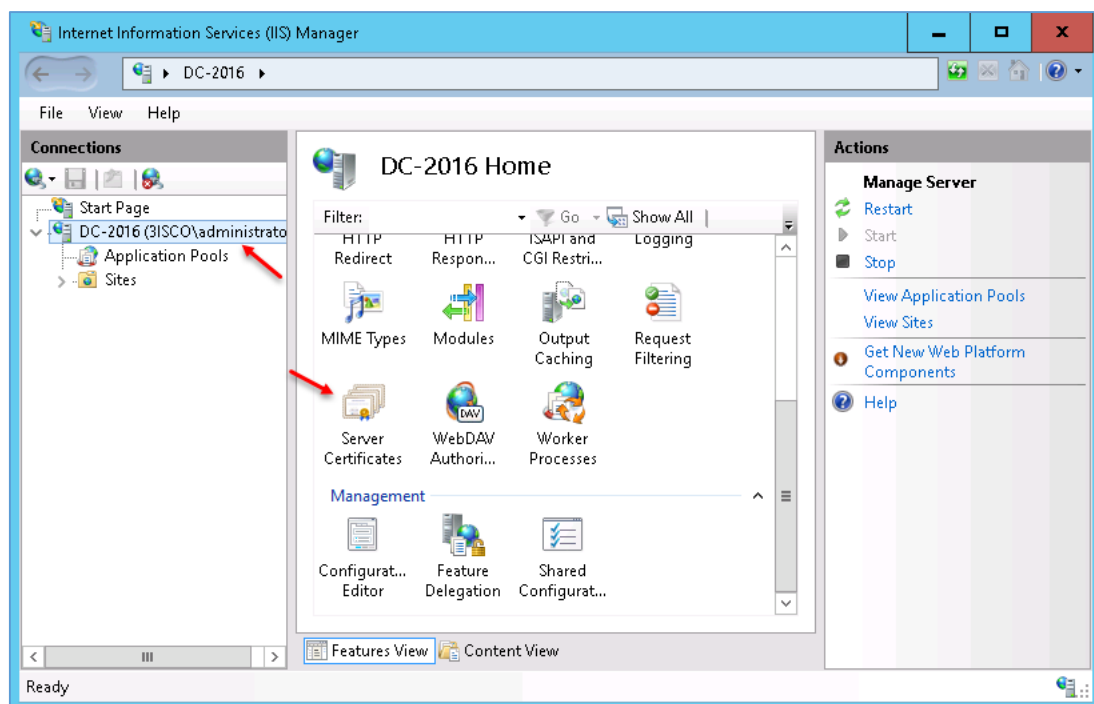 Internet Information Services (IIS) Manager
DC-2016
File View Help
Connections
Start Page
DC-2016 (3ISCO\administrato
Application Pools
Sites
DC-2016 Home
Filter: Go Show All
HTTP HTTP ISAPI and Logging
Redirect Respon... CGI Restri...
MIME Types Modules Output Request
Caching Filtering
Server WebDAV Worker
Certificates Authori... Processes
Management
Configurat... Feature Shared
Editor Delegation Configurat...
Features View Content View
Actions
Manage Server
Restart
Start
Stop
View Application Pools
View Sites
Get New Web Platform
Components
Help
Ready